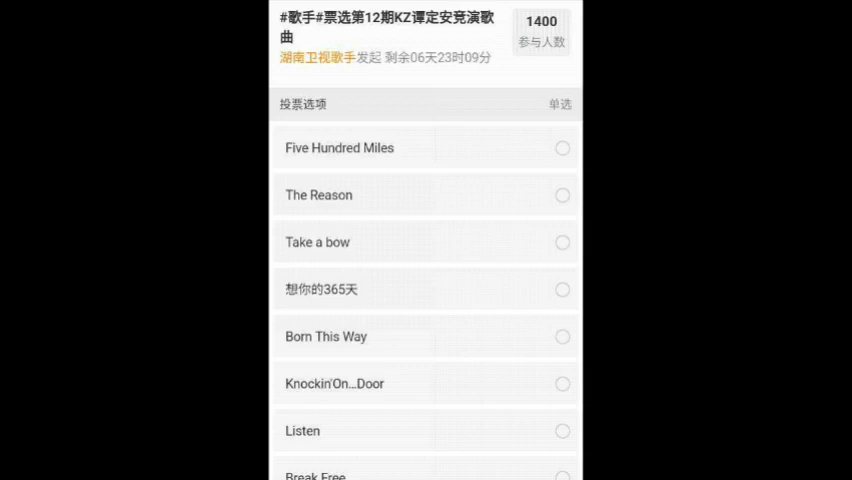 #歌手#票选第12期KZ谭定安竞演歌
曲
1400
参与人数
湖南卫视歌手发起 剩余06天23时09分
投票选项 单选
Five Hundred Miles
The Reason
Take a bow
想你的365天
Born This Way
Knockin'On...Door
Listen
Break Free